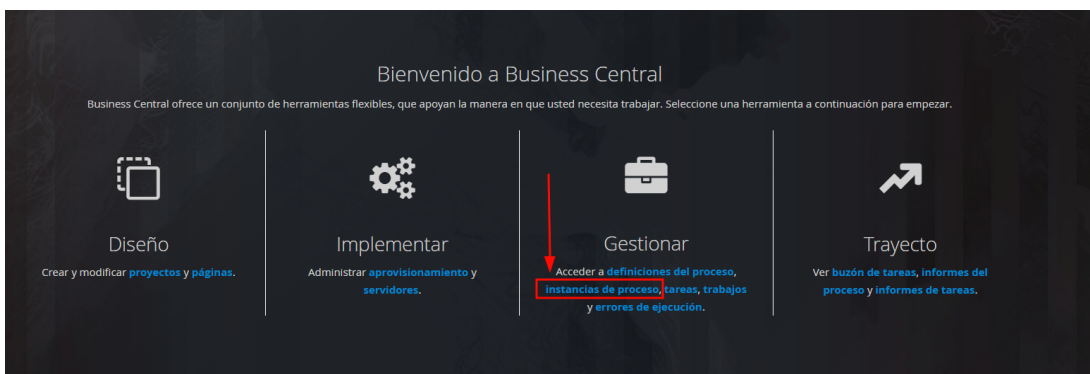 Bienvenido a Business Central
Business Central ofrece un conjunto de herramientas flexibles, que apoyan la manera en que usted necesita trabajar. Seleccione una herramienta a continuación para empezar.
Diseño
Crear y modificar proyectos y páginas.
Implementar
Administrar aprovisionamiento y
servidores.
Gestionar
Acceder a definiciones del proceso,
instancias de proceso, tareas, trabajos
y errores de ejecución.
Trayecto
Ver buzón de tareas, informes del
proceso y informes de tareas.